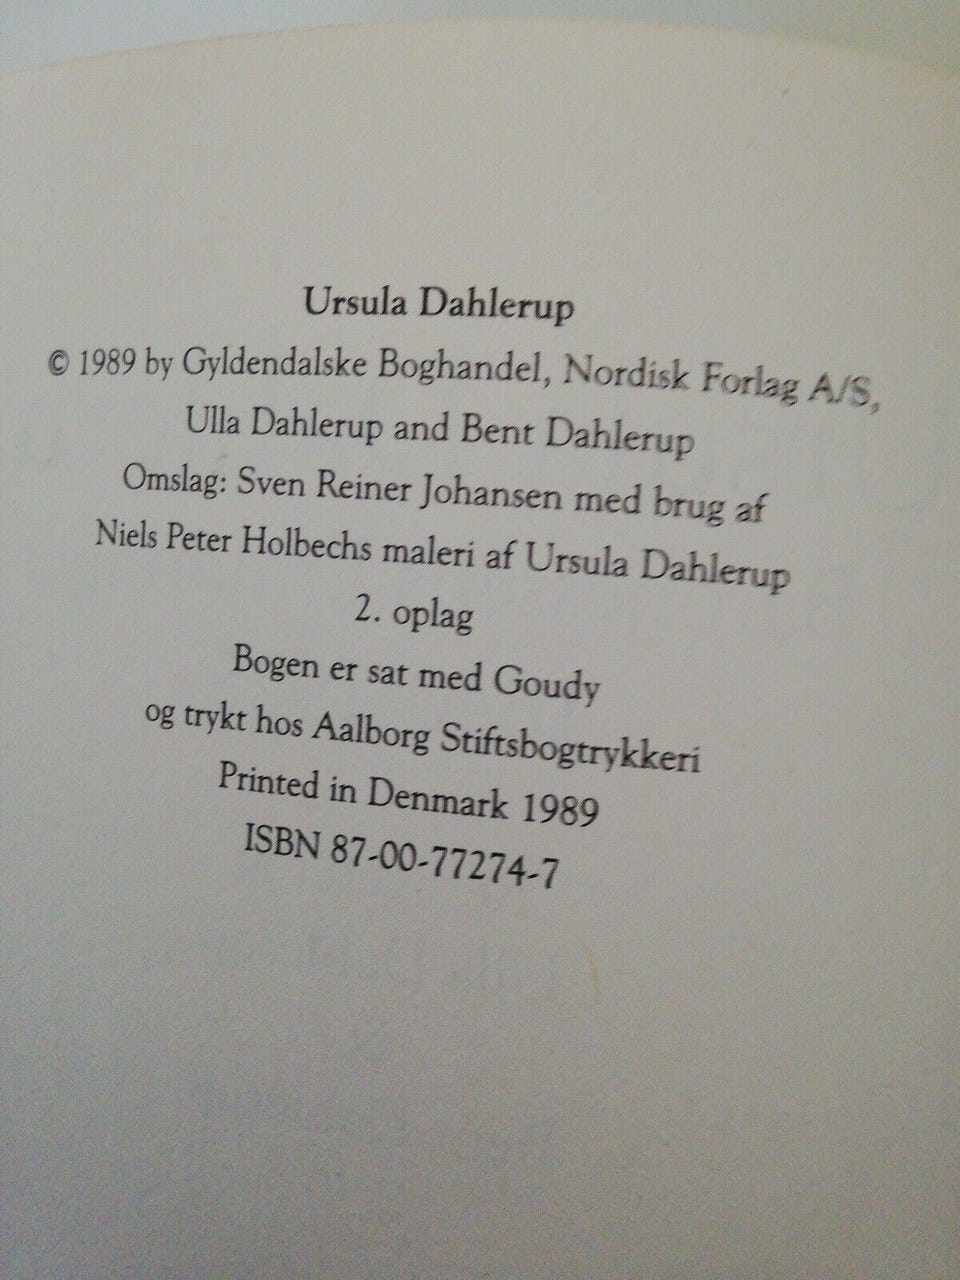 Ursula Dahlerup
© 1989 by Gyldendalske Boghandel, Nordisk Forlag A/S,
Ulla Dahlerup and Bent Dahlerup
Omslag: Sven Reiner Johansen med brug af
Niels Peter Holbechs maleri af Ursula Dahlerup
2. oplag
Bogen er sat med Goudy
og trykt hos Aalborg Stiftsbogtrykkeri
Printed in Denmark 1989
ISBN 87-00-77274-7